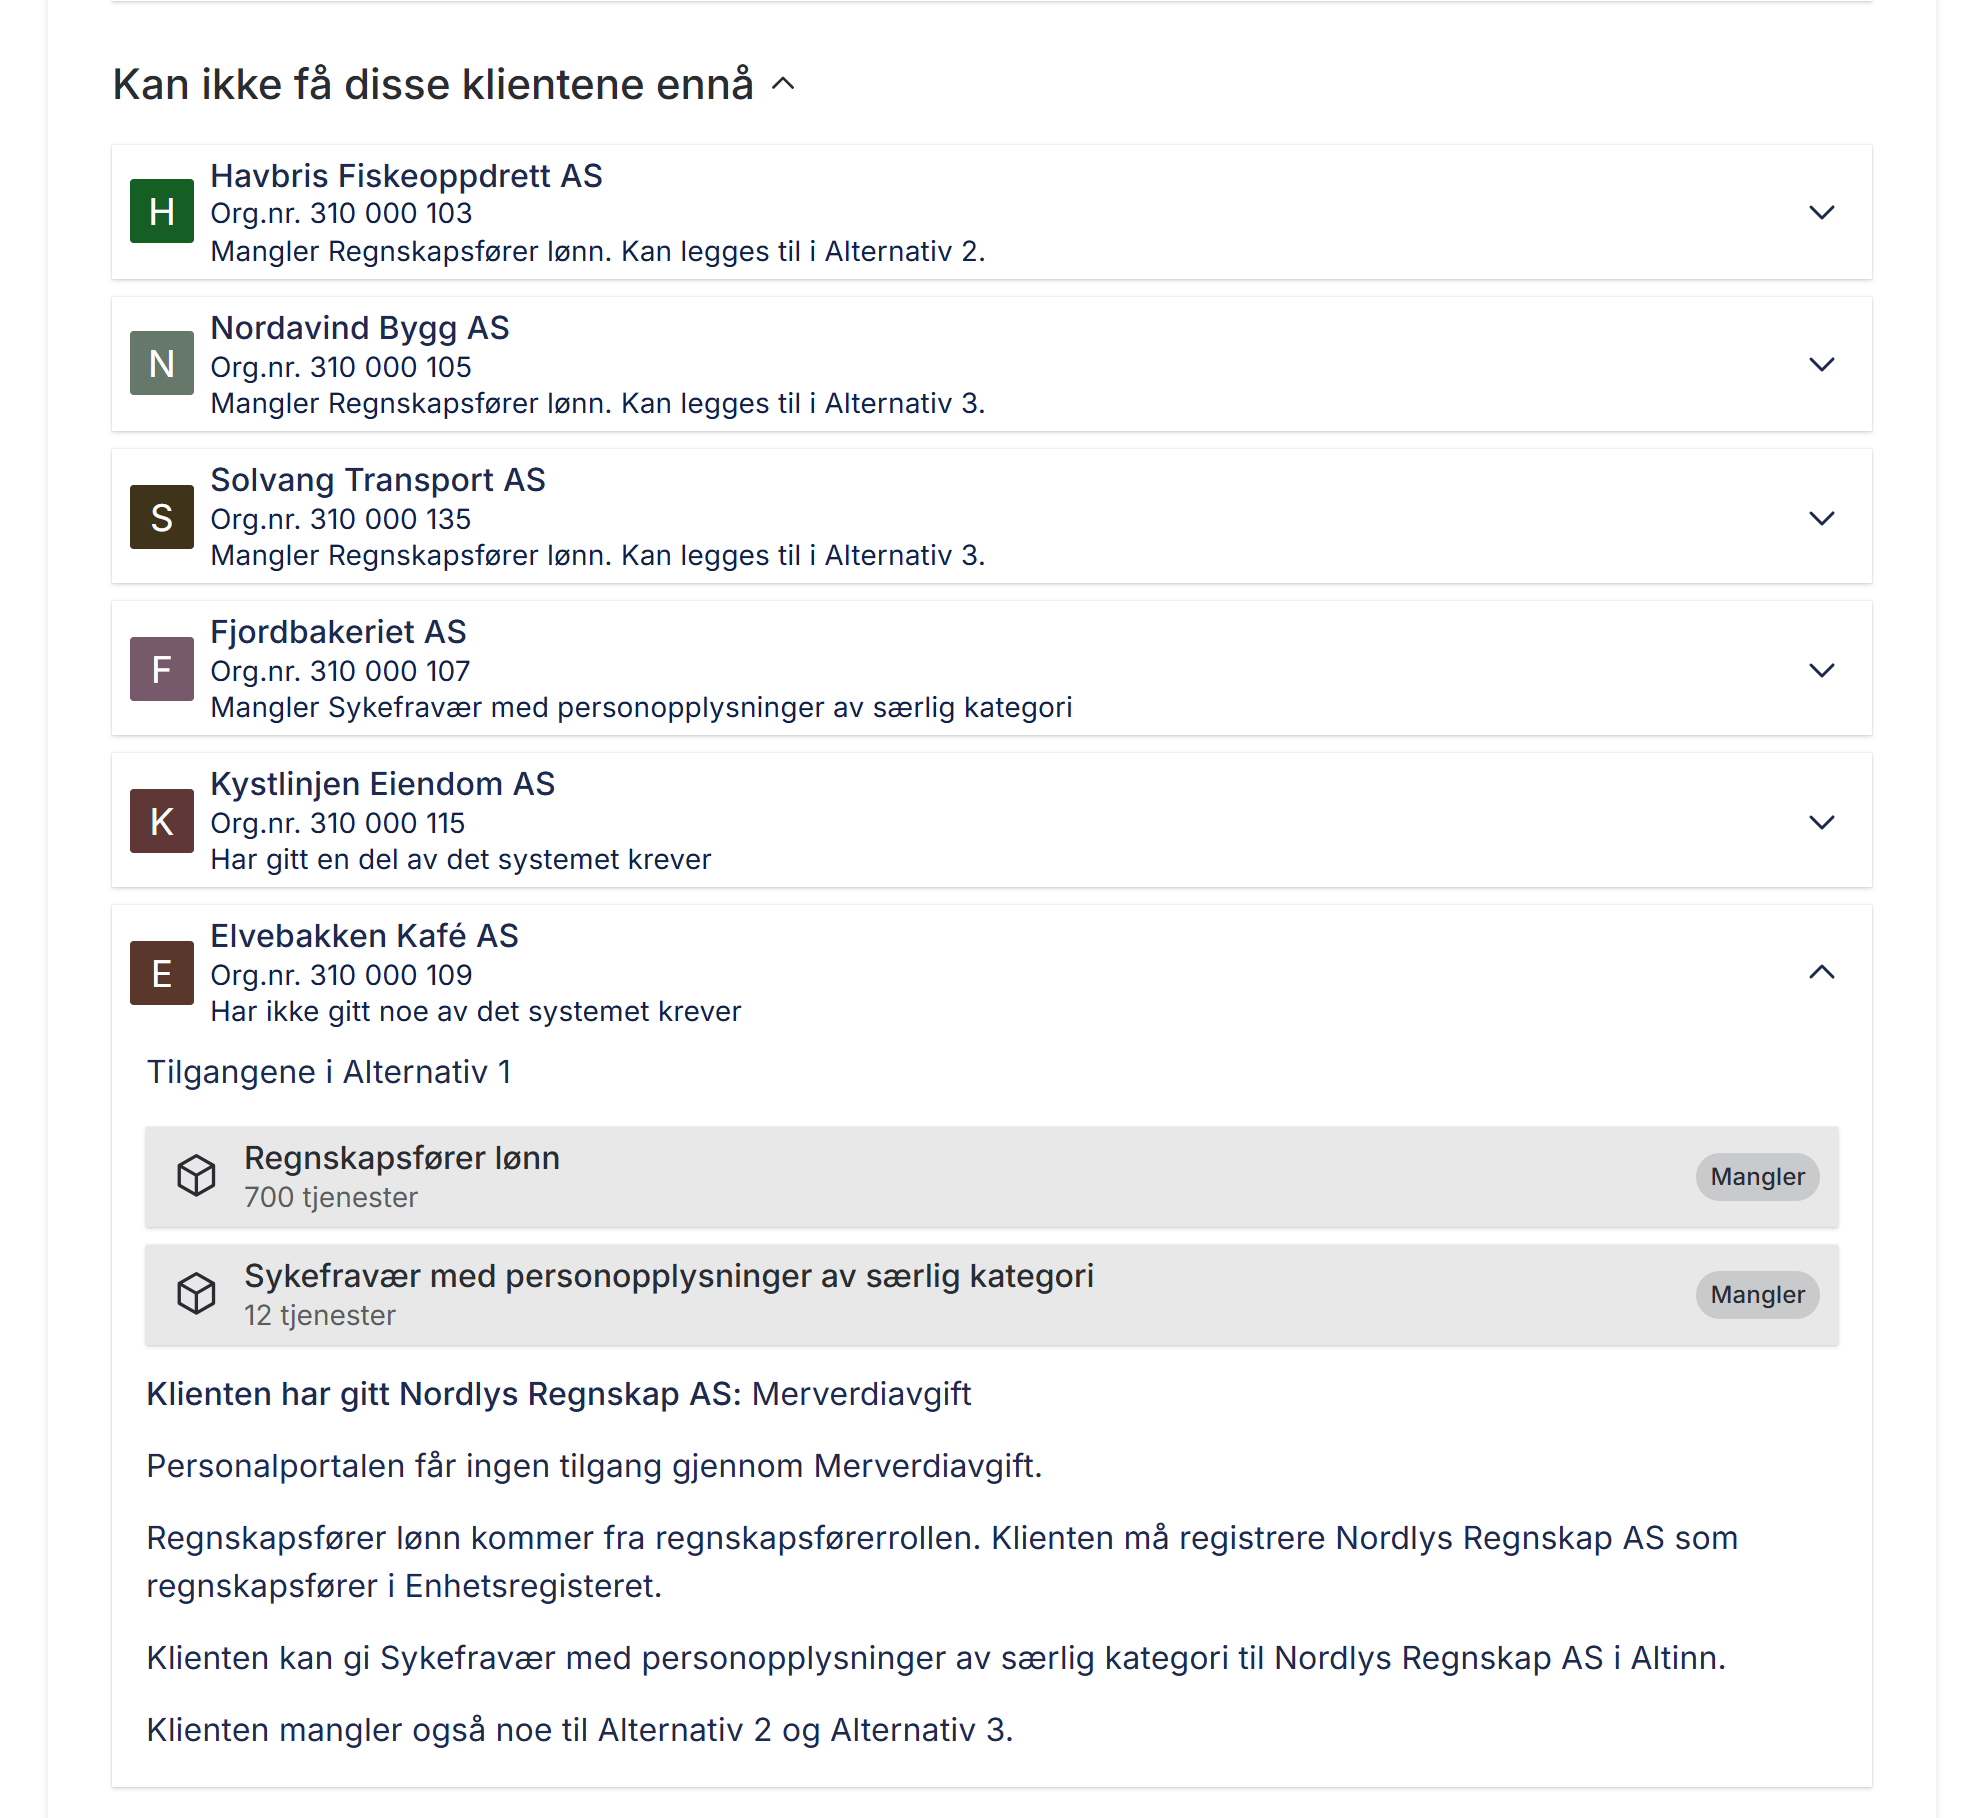 Kan ikke få disse klientene ennå
H
Havbris Fiskeoppdrett AS
Org.nr. 310 000 103
Mangler Regnskapsfører lønn. Kan legges til i Alternativ 2.
N
Nordavind Bygg AS
Org.nr. 310 000 105
Mangler Regnskapsfører lønn. Kan legges til i Alternativ 3.
S
Solvang Transport AS
Org.nr. 310 000 135
Mangler Regnskapsfører lønn. Kan legges til i Alternativ 3.
F
Fjordbakeriet AS
Org.nr. 310 000 107
Mangler Sykefravær med personopplysninger av særlig kategori
K
Kystlinjen Eiendom AS
Org.nr. 310 000 115
Har gitt en del av det systemet krever
E
Elvebakken Kafé AS
Org.nr. 310 000 109
Har ikke gitt noe av det systemet krever
Tilgangene i Alternativ 1
Regnskapsfører lønn
700 tjenester
Mangler
Sykefravær med personopplysninger av særlig kategori
12 tjenester
Mangler
Klienten har gitt Nordlys Regnskap AS: Merverdiavgift
Personalportalen får ingen tilgang gjennom Merverdiavgift.
Regnskapsfører lønn kommer fra regnskapsførerrollen. Klienten må registrere Nordlys Regnskap AS som
regnskapsfører i Enhetsregisteret.
Klienten kan gi Sykefravær med personopplysninger av særlig kategori til Nordlys Regnskap AS i Altinn.
Klienten mangler også noe til Alternativ 2 og Alternativ 3.